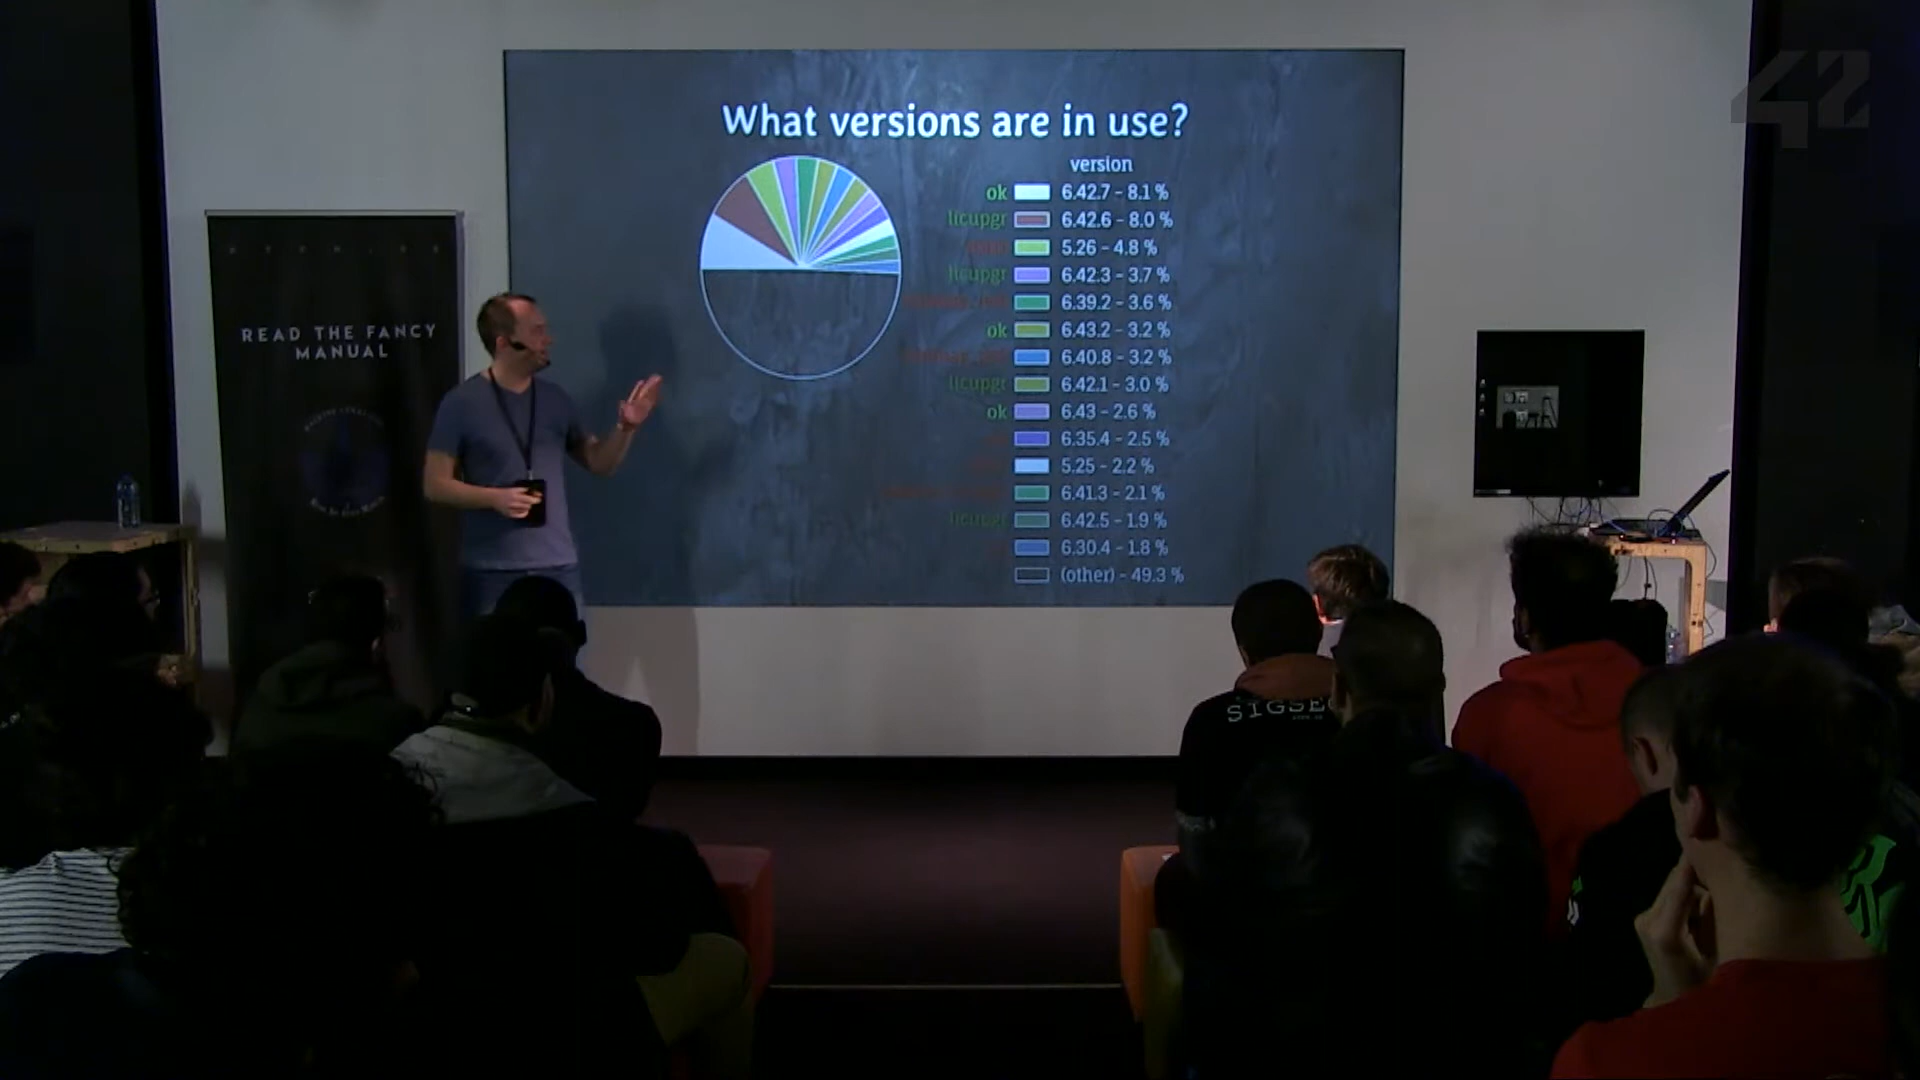 42
What versions are in use?
version
ok 6.42.7 - 8.1 %
licupgr 6.42.6 - 8.0 %
5.26 - 4.8 %
licupgr 6.42.3 - 3.7 %
6.39.2 - 3.6 %
ok 6.43.2 - 3.2 %
6.40.8 - 3.2 %
licupgr 6.42.1 - 3.0 %
ok 6.43 - 2.6 %
6.35.4 - 2.5 %
5.25 - 2.2 %
6.41.3 - 2.1 %
licupgr 6.42.5 - 1.9 %
6.30.4 - 1.8 %
(other) - 49.3 %
READ THE FANCY
MANUAL